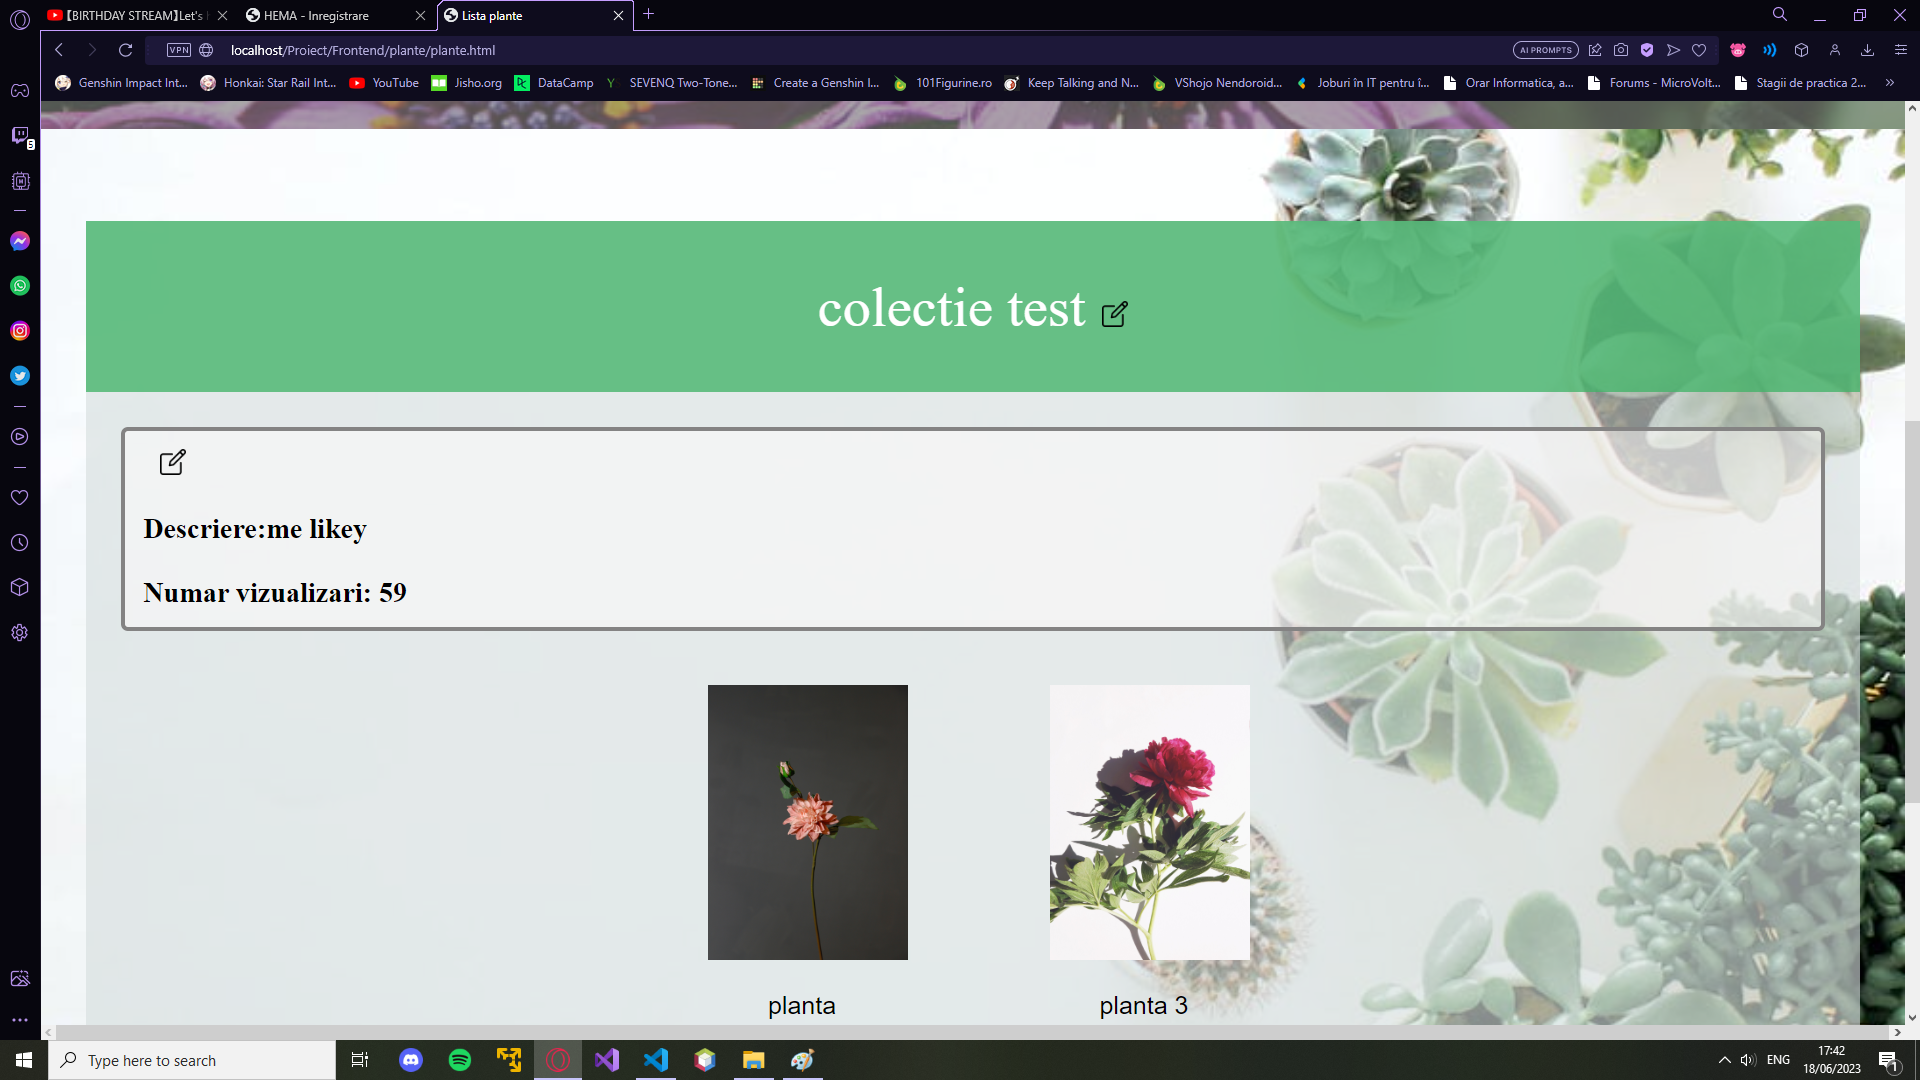 【BIRTHDAY STREAM】Let's
HEMA - Inregistrare
Lista plante
VPN
localhost/Proiect/Frontend/plante/plante.html
AI PROMPTS
Genshin Impact Int...
Honkai: Star Rail Int...
YouTube
Jisho.org
DataCamp
SEVENQ Two-Tone...
Create a Genshin I...
101Figurine.ro
Keep Talking and N...
VShojo Nendoroid...
Joburi în IT pentru î...
Orar Informatica, a...
Forums - MicroVolt...
Stagii de practica 2...
5
colectie test
Descriere:me likey
Numar vizualizari: 59
planta
planta 3
Type here to search
ENG
17:42
18/06/2023
1